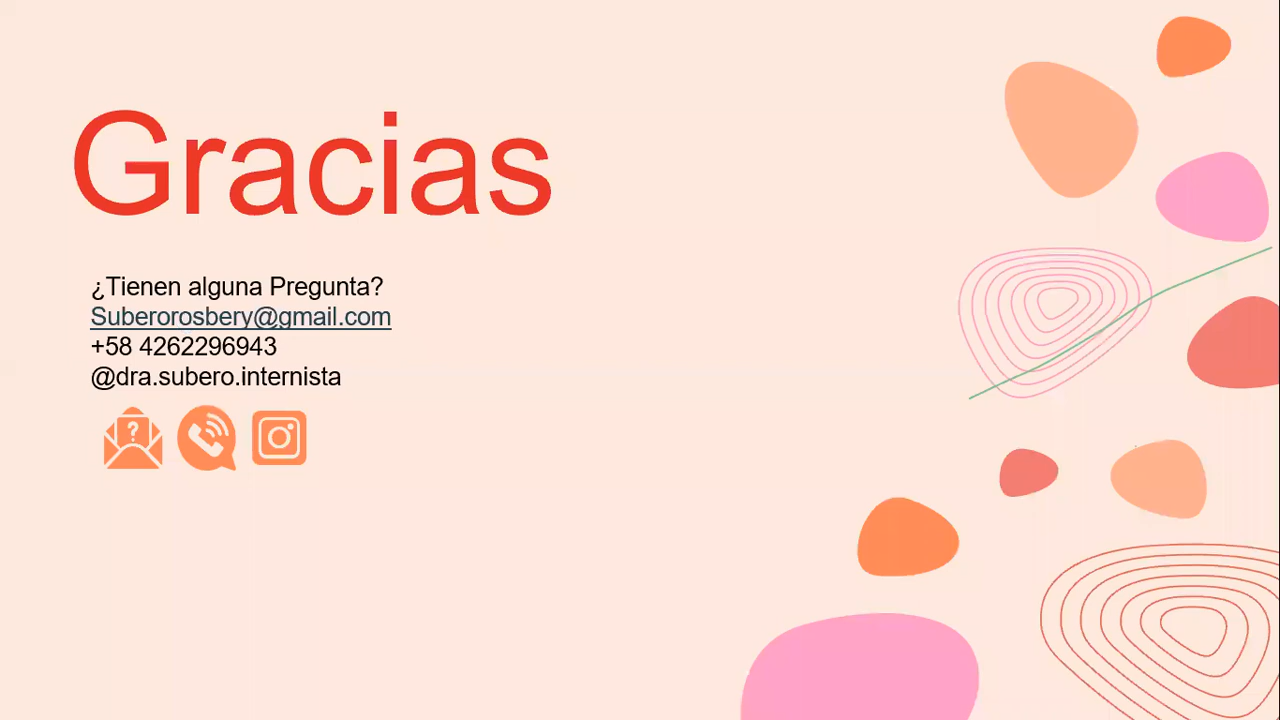 Gracias
¿Tienen alguna Pregunta?
Suberorosbery@gmail.com
+58 4262296943
@dra.subero.internista
?